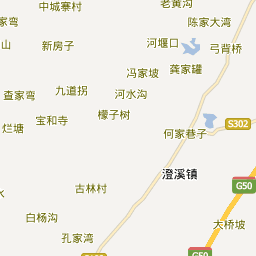 中城寨村
老黄沟
家弯
陈家大湾
山
新房子
河堰口
弓背桥
冯家坡
龚家罐
查家弯
九道拐
河水沟
檬子树
烂塘
宝和寺
何家巷子
S302
澄溪镇
古林村
G50
白杨沟
大桥坡
孔家湾
G50